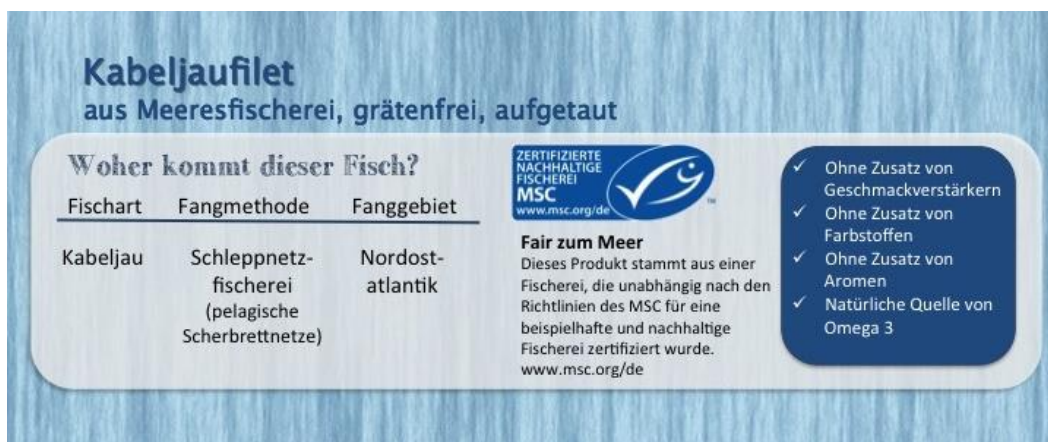 Kabeljaufilet
aus Meeresfischerei, grätenfrei, aufgetaut
Woher kommt dieser Fisch?
Fischart Fangmethode Fanggebiet
Kabeljau Schleppnetz- Nordost-
fischerei atlantik
(pelagische
Scherbrettnetze)
ZERTIFIZIERTE
NACHHALTIGE
FISCHEREI
MSC
www.msc.org/de
TM
Fair zum Meer
Dieses Produkt stammt aus einer
Fischerei, die unabhängig nach den
Richtlinien des MSC für eine
beispielhafte und nachhaltige
Fischerei zertifiziert wurde.
www.msc.org/de
✓ Ohne Zusatz von
Geschmackverstärkern
✓ Ohne Zusatz von
Farbstoffen
✓ Ohne Zusatz von
Aromen
✓ Natürliche Quelle von
Omega 3